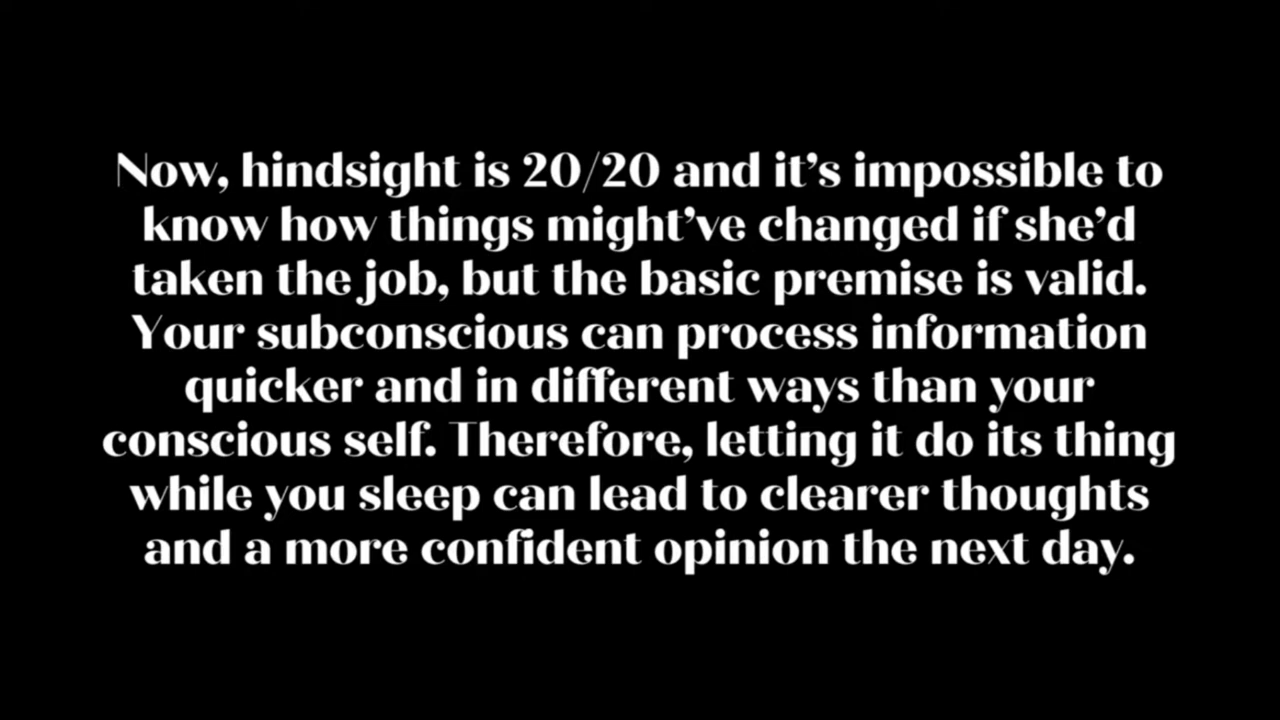 Now, hindsight is 20/20 and it’s impossible to
know how things might’ve changed if she’d
taken the job, but the basic premise is valid.
Your subconscious can process information
quicker and in different ways than your
conscious self. Therefore, letting it do its thing
while you sleep can lead to clearer thoughts
and a more confident opinion the next day.